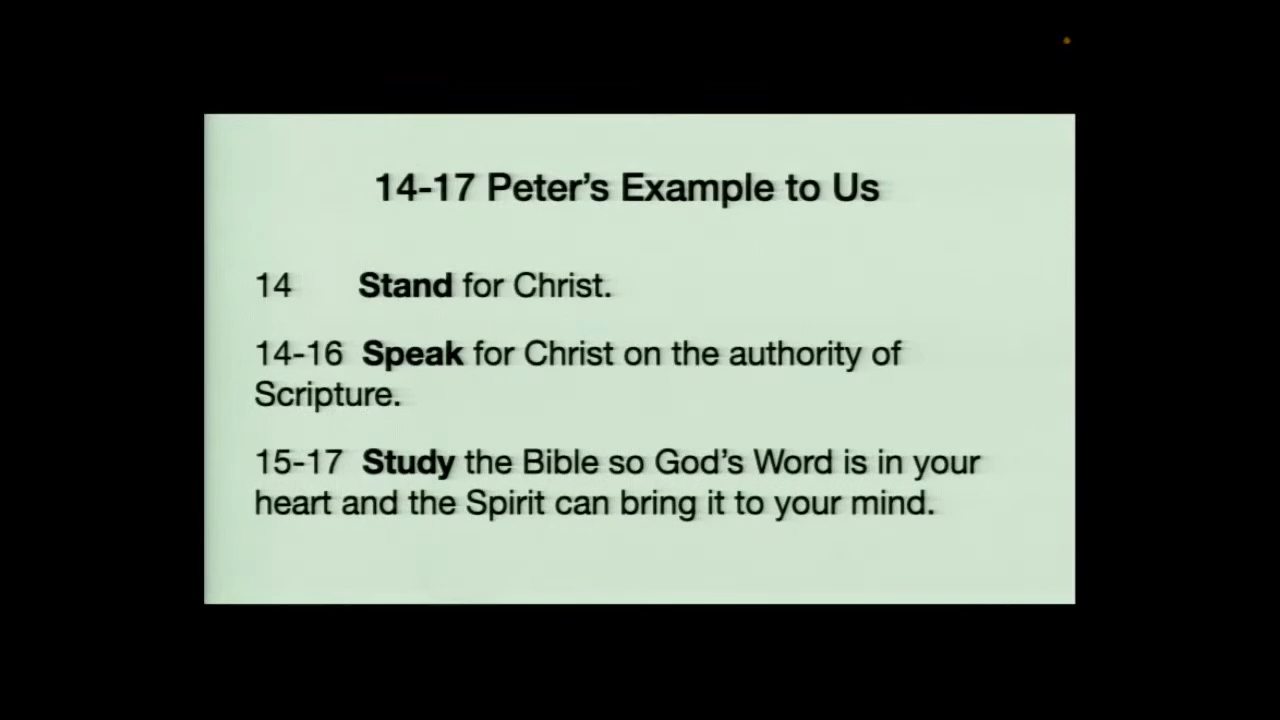 14-17 Peter’s Example to Us
14 Stand for Christ.
14-16 Speak for Christ on the authority of
Scripture.
15-17 Study the Bible so God’s Word is in your
heart and the Spirit can bring it to your mind.